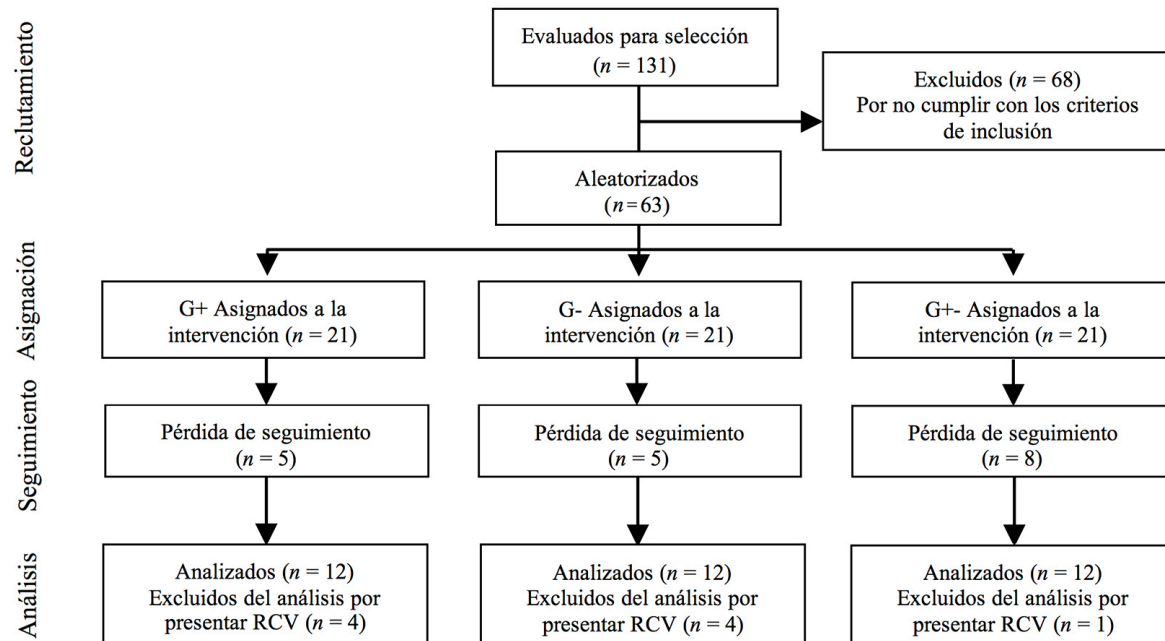 Reclutamiento
Evaluados para selección
(n = 131)
Excluidos (n = 68)
Por no cumplir con los criterios
de inclusión
Aleatorizados
(n=63)
Asignación
G+ Asignados a la
intervención (n = 21)
G- Asignados a la
intervención (n = 21)
G+- Asignados a la
intervención (n = 21)
Seguimiento
Pérdida de seguimiento
(n = 5)
Pérdida de seguimiento
(n = 5)
Pérdida de seguimiento
(n = 8)
Análisis
Analizados (n = 12)
Excluidos del análisis por
presentar RCV (n = 4)
Analizados (n = 12)
Excluidos del análisis por
presentar RCV (n = 4)
Analizados (n = 12)
Excluidos del análisis por
presentar RCV (n = 1)